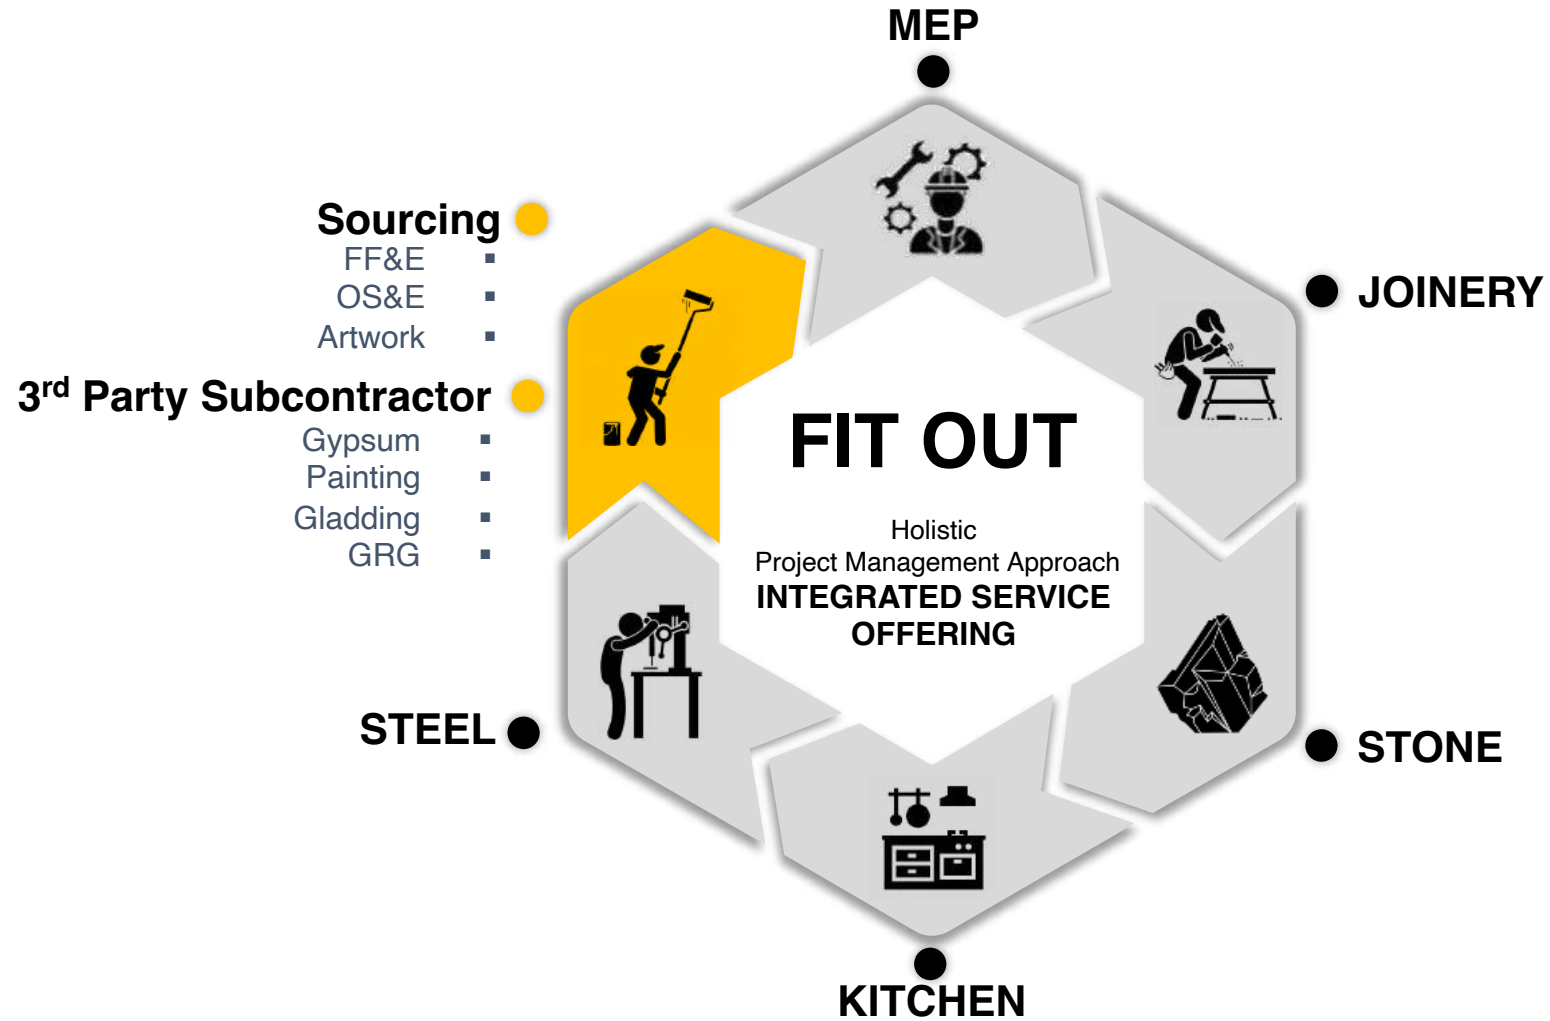 MEP
Sourcing
FF&E
OS&E
Artwork
3rd Party Subcontractor
Gypsum
Painting
Gladding
GRG
JOINERY
FIT OUT
Holistic
Project Management Approach
INTEGRATED SERVICE
OFFERING
STEEL
STONE
KITCHEN